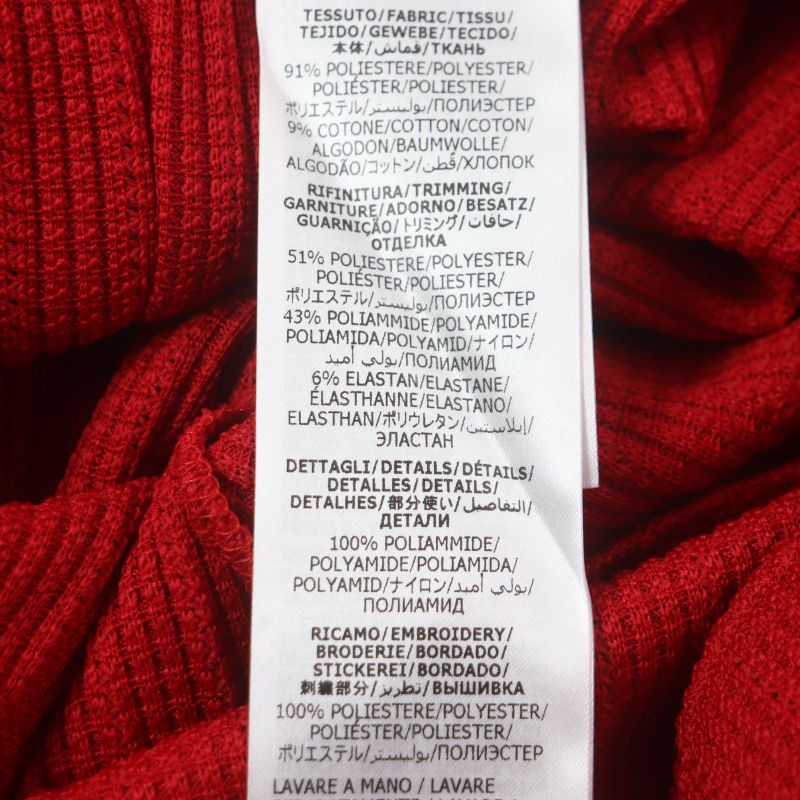 TESSUTO/FABRIC/TISSU/
TEJIDO/GEWEBE/TECIDO/
本体/قماش/ТКАНЬ
91% POLIESTERE/POLYESTER/
POLIÉSTER/POLIESTER/
ポリエステル/بوليستر/ПОЛИЭСТЕР
9% COTONE/COTTON/COTON/
ALGODON/BAUMWOLLE/
ALGODÃO/コットン/قطن/ХЛОПОК
RIFINITURA/TRIMMING/
GARNITURE/ADORNO/BESATZ/
GUARNIÇÃO/トリミング/حافات/
ОТДЕЛКА
51% POLIESTERE/POLYESTER/
POLIÉSTER/POLIESTER/
ポリエステル/بوليستر/ПОЛИЭСТЕР
43% POLIAMMIDE/POLYAMIDE/
POLIAMIDA/POLYAMID/ナイロン/
بولي أميد/ПОЛИАМИД
6% ELASTAN/ELASTANE/
ÉLASTHANNE/ELASTANO/
ELASTHAN/ポリウレタン/إيلاستين/
ЭЛАСТАН
DETTAGLI/DETAILS/DÉTAILS/
DETALLES/DETAILS/
DETALHES/部分使い/التفاصيل/
ДЕТАЛИ
100% POLIAMMIDE/
POLYAMIDE/POLIAMIDA/
POLYAMID/ナイロン/بولي أميد/
ПОЛИАМИД
RICAMO/EMBROIDERY/
BRODERIE/BORDADO/
STICKEREI/BORDADO/
刺繍部分/تطريز/ВЫШИВКА
100% POLIESTERE/POLYESTER/
POLIÉSTER/POLIESTER/
ポリエステル/بوليستر/ПОЛИЭСТЕР
LAVARE A MANO / LAVARE